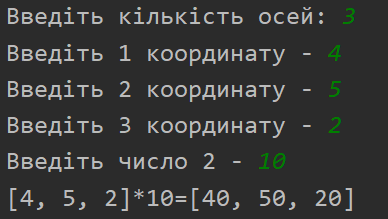 Введіть кількість осей: 3
Введіть 1 координату - 4
Введіть 2 координату - 5
Введіть 3 координату - 2
Введіть число 2 - 10
[4, 5, 2]*10=[40, 50, 20]